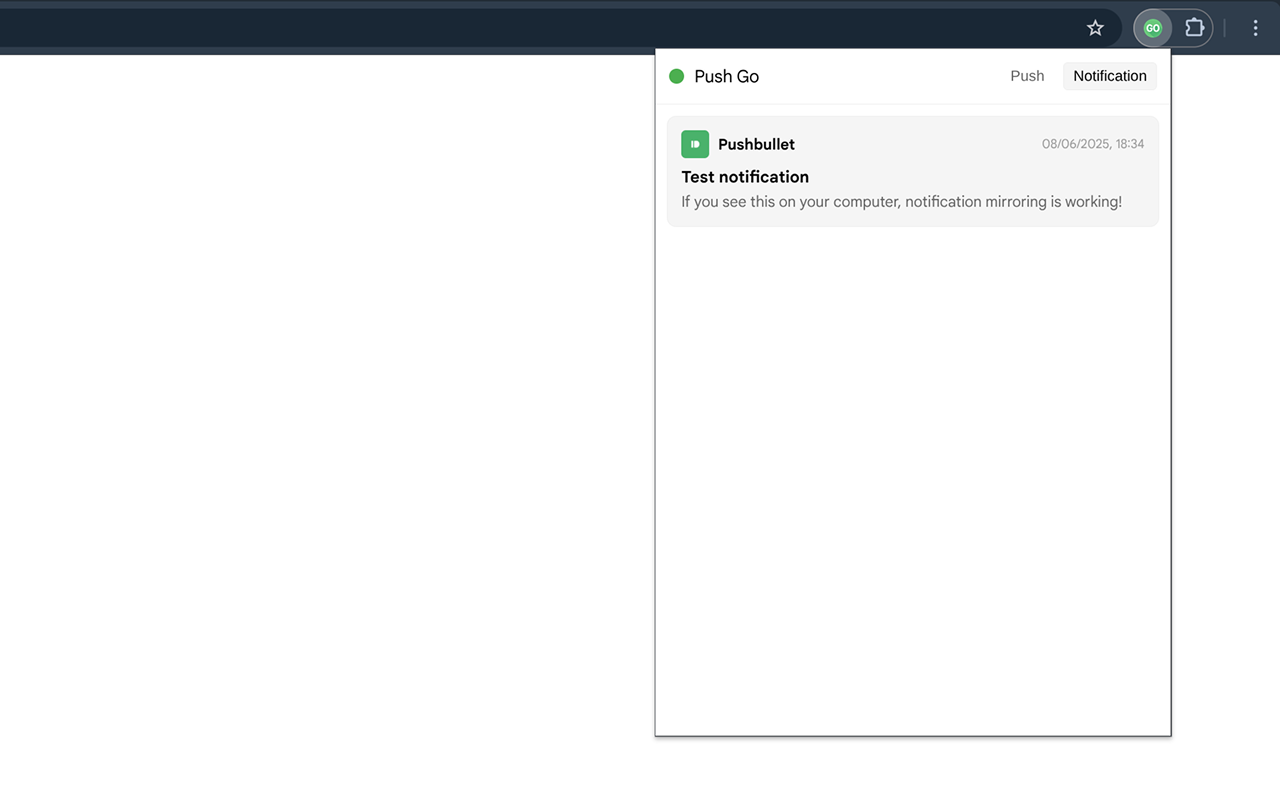 GO
Push Go
Push
Notification
Pushbullet
08/06/2025, 18:34
Test notification
If you see this on your computer, notification mirroring is working!